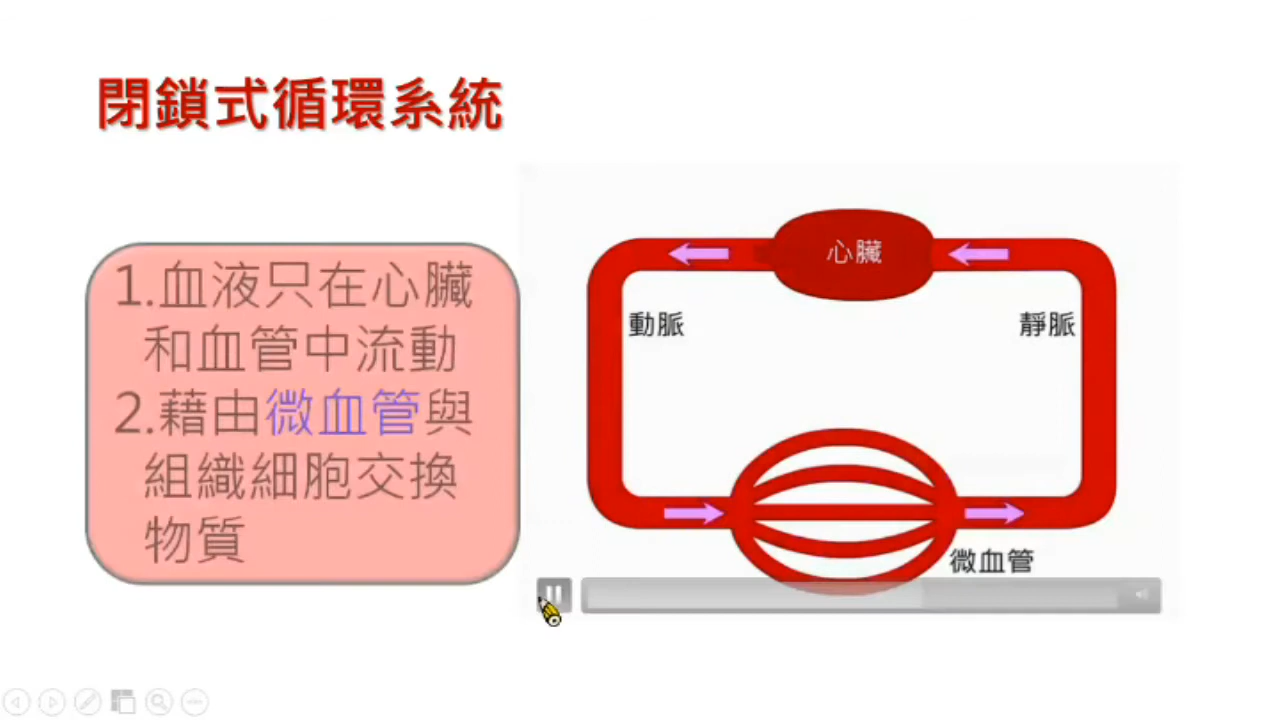 閉鎖式循環系統
1.血液只在心臟
和血管中流動
2.藉由微血管與
組織細胞交換
物質
心臟
動脈
靜脈
微血管